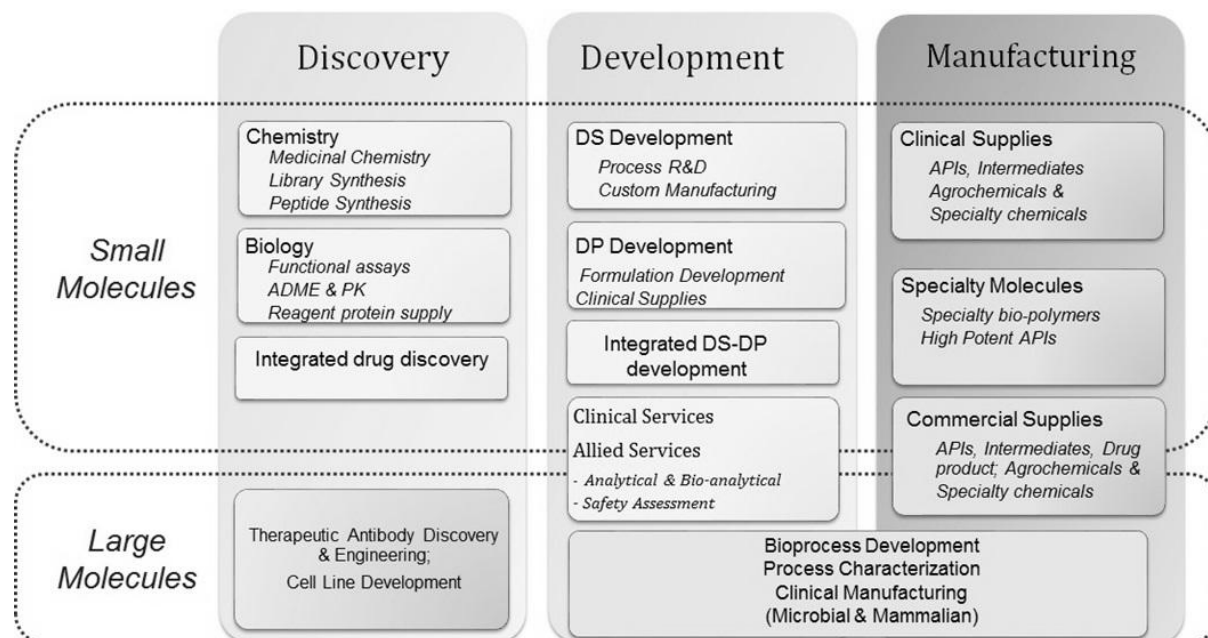 Discovery
Development
Manufacturing
Small
Molecules
Chemistry
Medicinal Chemistry
Library Synthesis
Peptide Synthesis
Biology
Functional assays
ADME & PK
Reagent protein supply
Integrated drug discovery
DS Development
Process R&D
Custom Manufacturing
DP Development
Formulation Development
Clinical Supplies
Integrated DS-DP
development
Clinical Services
Allied Services
- Analytical & Bio-analytical
- Safety Assessment
Clinical Supplies
APIs, Intermediates
Agrochemicals &
Specialty chemicals
Specialty Molecules
Specialty bio-polymers
High Potent APIs
Commercial Supplies
APIs, Intermediates, Drug
product; Agrochemicals &
Specialty chemicals
Large
Molecules
Therapeutic Antibody Discovery
& Engineering;
Cell Line Development
Bioprocess Development
Process Characterization
Clinical Manufacturing
(Microbial & Mammalian)